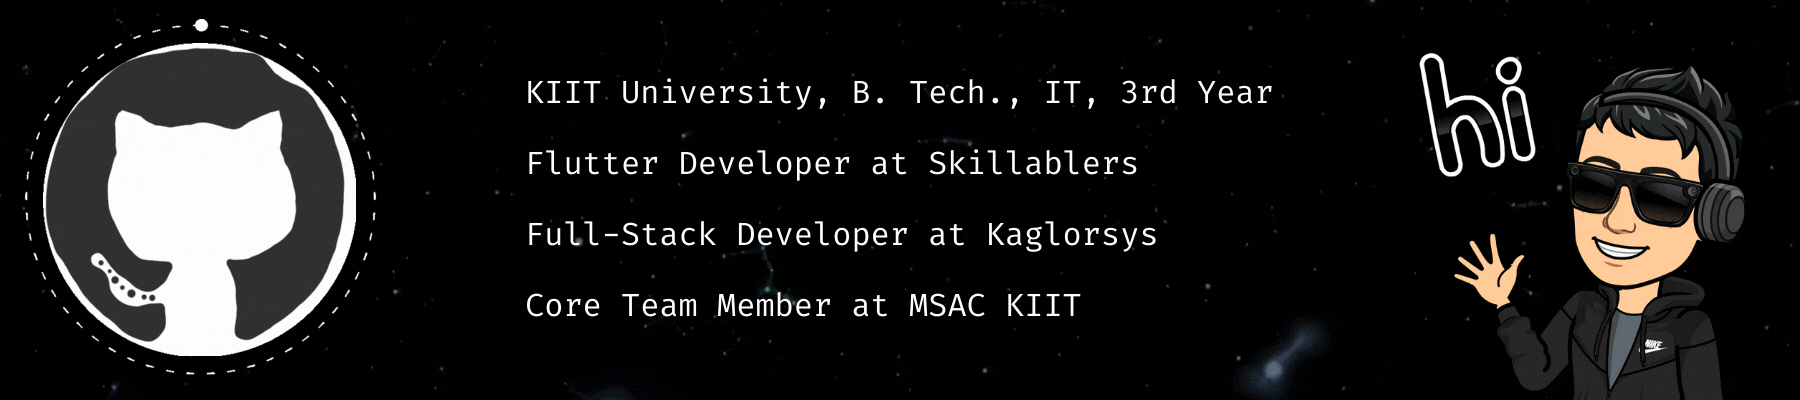 KIIT University, B. Tech., IT, 3rd Year
Flutter Developer at Skillablers
Full-Stack Developer at Kaglorsys
Core Team Member at MSAC KIIT
hi
NIKE